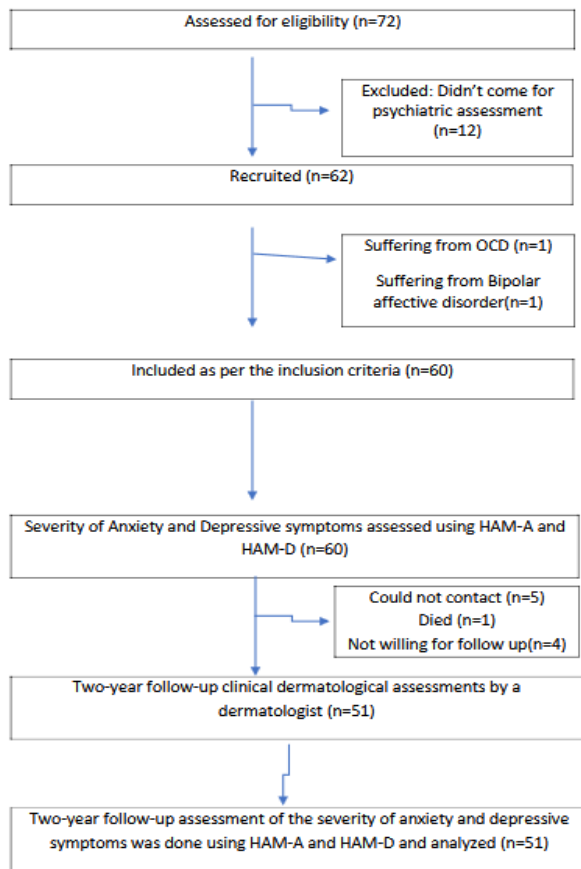 Assessed for eligibility (n=72)
Excluded: Didn’t come for
psychiatric assessment
(n=12)
Recruited (n=62)
Suffering from OCD (n=1)
Suffering from Bipolar
affective disorder(n=1)
Included as per the inclusion criteria (n=60)
Severity of Anxiety and Depressive symptoms assessed using HAM-A and
HAM-D (n=60)
Could not contact (n=5)
Died (n=1)
Not willing for follow up(n=4)
Two-year follow-up clinical dermatological assessments by a
dermatologist (n=51)
Two-year follow-up assessment of the severity of anxiety and depressive
symptoms was done using HAM-A and HAM-D and analyzed (n=51)